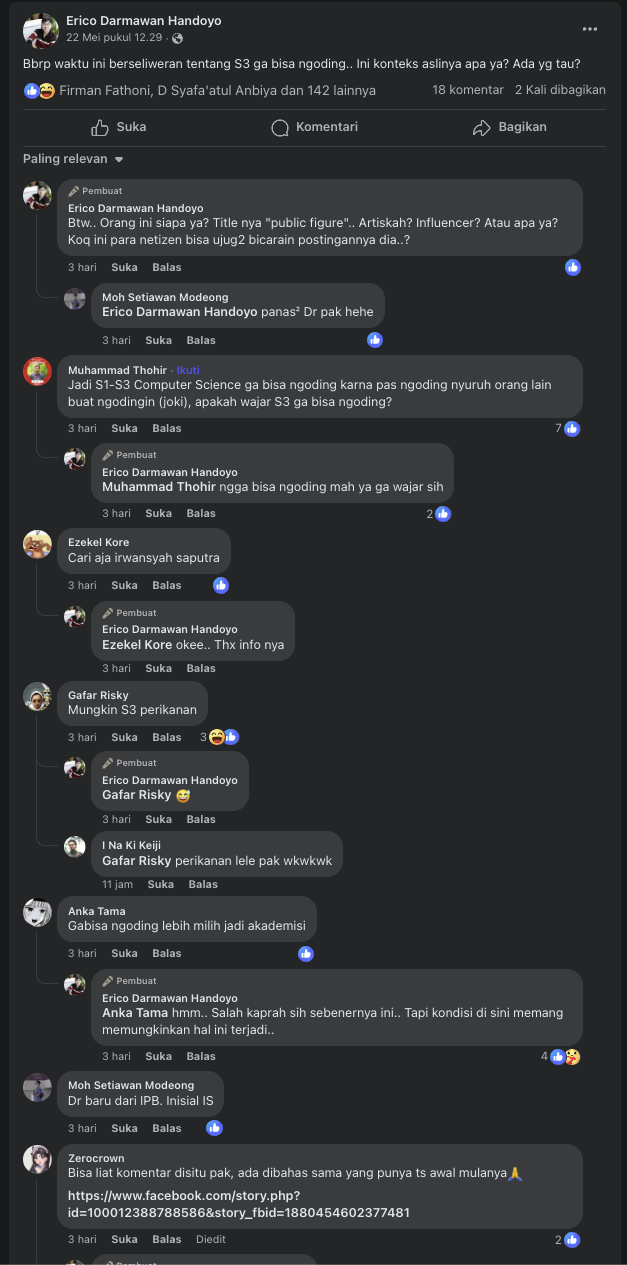 Erico Darmawan Handoyo
22 Mei pukul 12.29 ·
Bbrp waktu ini berseliweran tentang S3 ga bisa ngoding.. Ini konteks aslinya apa ya? Ada yg tau?
Firman Fathoni, D Syafa'atul Anbiya dan 142 lainnya 18 komentar 2 Kali dibagikan
Suka Komentari Bagikan
Paling relevan
Pembuat
Erico Darmawan Handoyo
Btw.. Orang ini siapa ya? Title nya "public figure".. Artiskah? Influencer? Atau apa ya?
Koq ini para netizen bisa ujug2 bicarain postingannya dia..?
3 hari Suka Balas
Moh Setiawan Modeong
Erico Darmawan Handoyo panas² Dr pak hehe
3 hari Suka Balas
Muhammad Thohir · Ikuti
Jadi S1-S3 Computer Science ga bisa ngoding karna pas ngoding nyuruh orang lain
buat ngodingin (joki), apakah wajar S3 ga bisa ngoding?
3 hari Suka Balas 7
Pembuat
Erico Darmawan Handoyo
Muhammad Thohir ngga bisa ngoding mah ya ga wajar sih
3 hari Suka Balas 2
Ezekel Kore
Cari aja irwansyah saputra
3 hari Suka Balas
Pembuat
Erico Darmawan Handoyo
Ezekel Kore okee.. Thx info nya
3 hari Suka Balas
Gafar Risky
Mungkin S3 perikanan
3 hari Suka Balas 3
Pembuat
Erico Darmawan Handoyo
Gafar Risky 😅
3 hari Suka Balas
I Na Ki Keiji
Gafar Risky perikanan lele pak wkwkwk
11 jam Suka Balas
Anka Tama
Gabisa ngoding lebih milih jadi akademisi
3 hari Suka Balas
Pembuat
Erico Darmawan Handoyo
Anka Tama hmm.. Salah kaprah sih sebenernya ini.. Tapi kondisi di sini memang
memungkinkan hal ini terjadi..
3 hari Suka Balas 4
Moh Setiawan Modeong
Dr baru dari IPB. Inisial IS
3 hari Suka Balas
Zerocrown
Bisa liat komentar disitu pak, ada dibahas sama yang punya ts awal mulanya🙏
https://www.facebook.com/story.php?
id=100012388788586&story_fbid=1880454602377481
3 hari Suka Balas Diedit 2
Pembuat